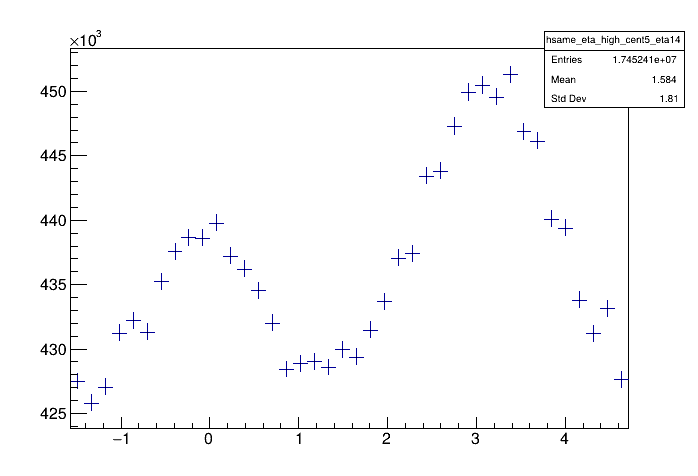 ×10³
hsame_eta_high_cent5_eta14
Entries 1.745241e+07
Mean 1.584
Std Dev 1.81
450
445
440
435
430
425
−1 0 1 2 3 4